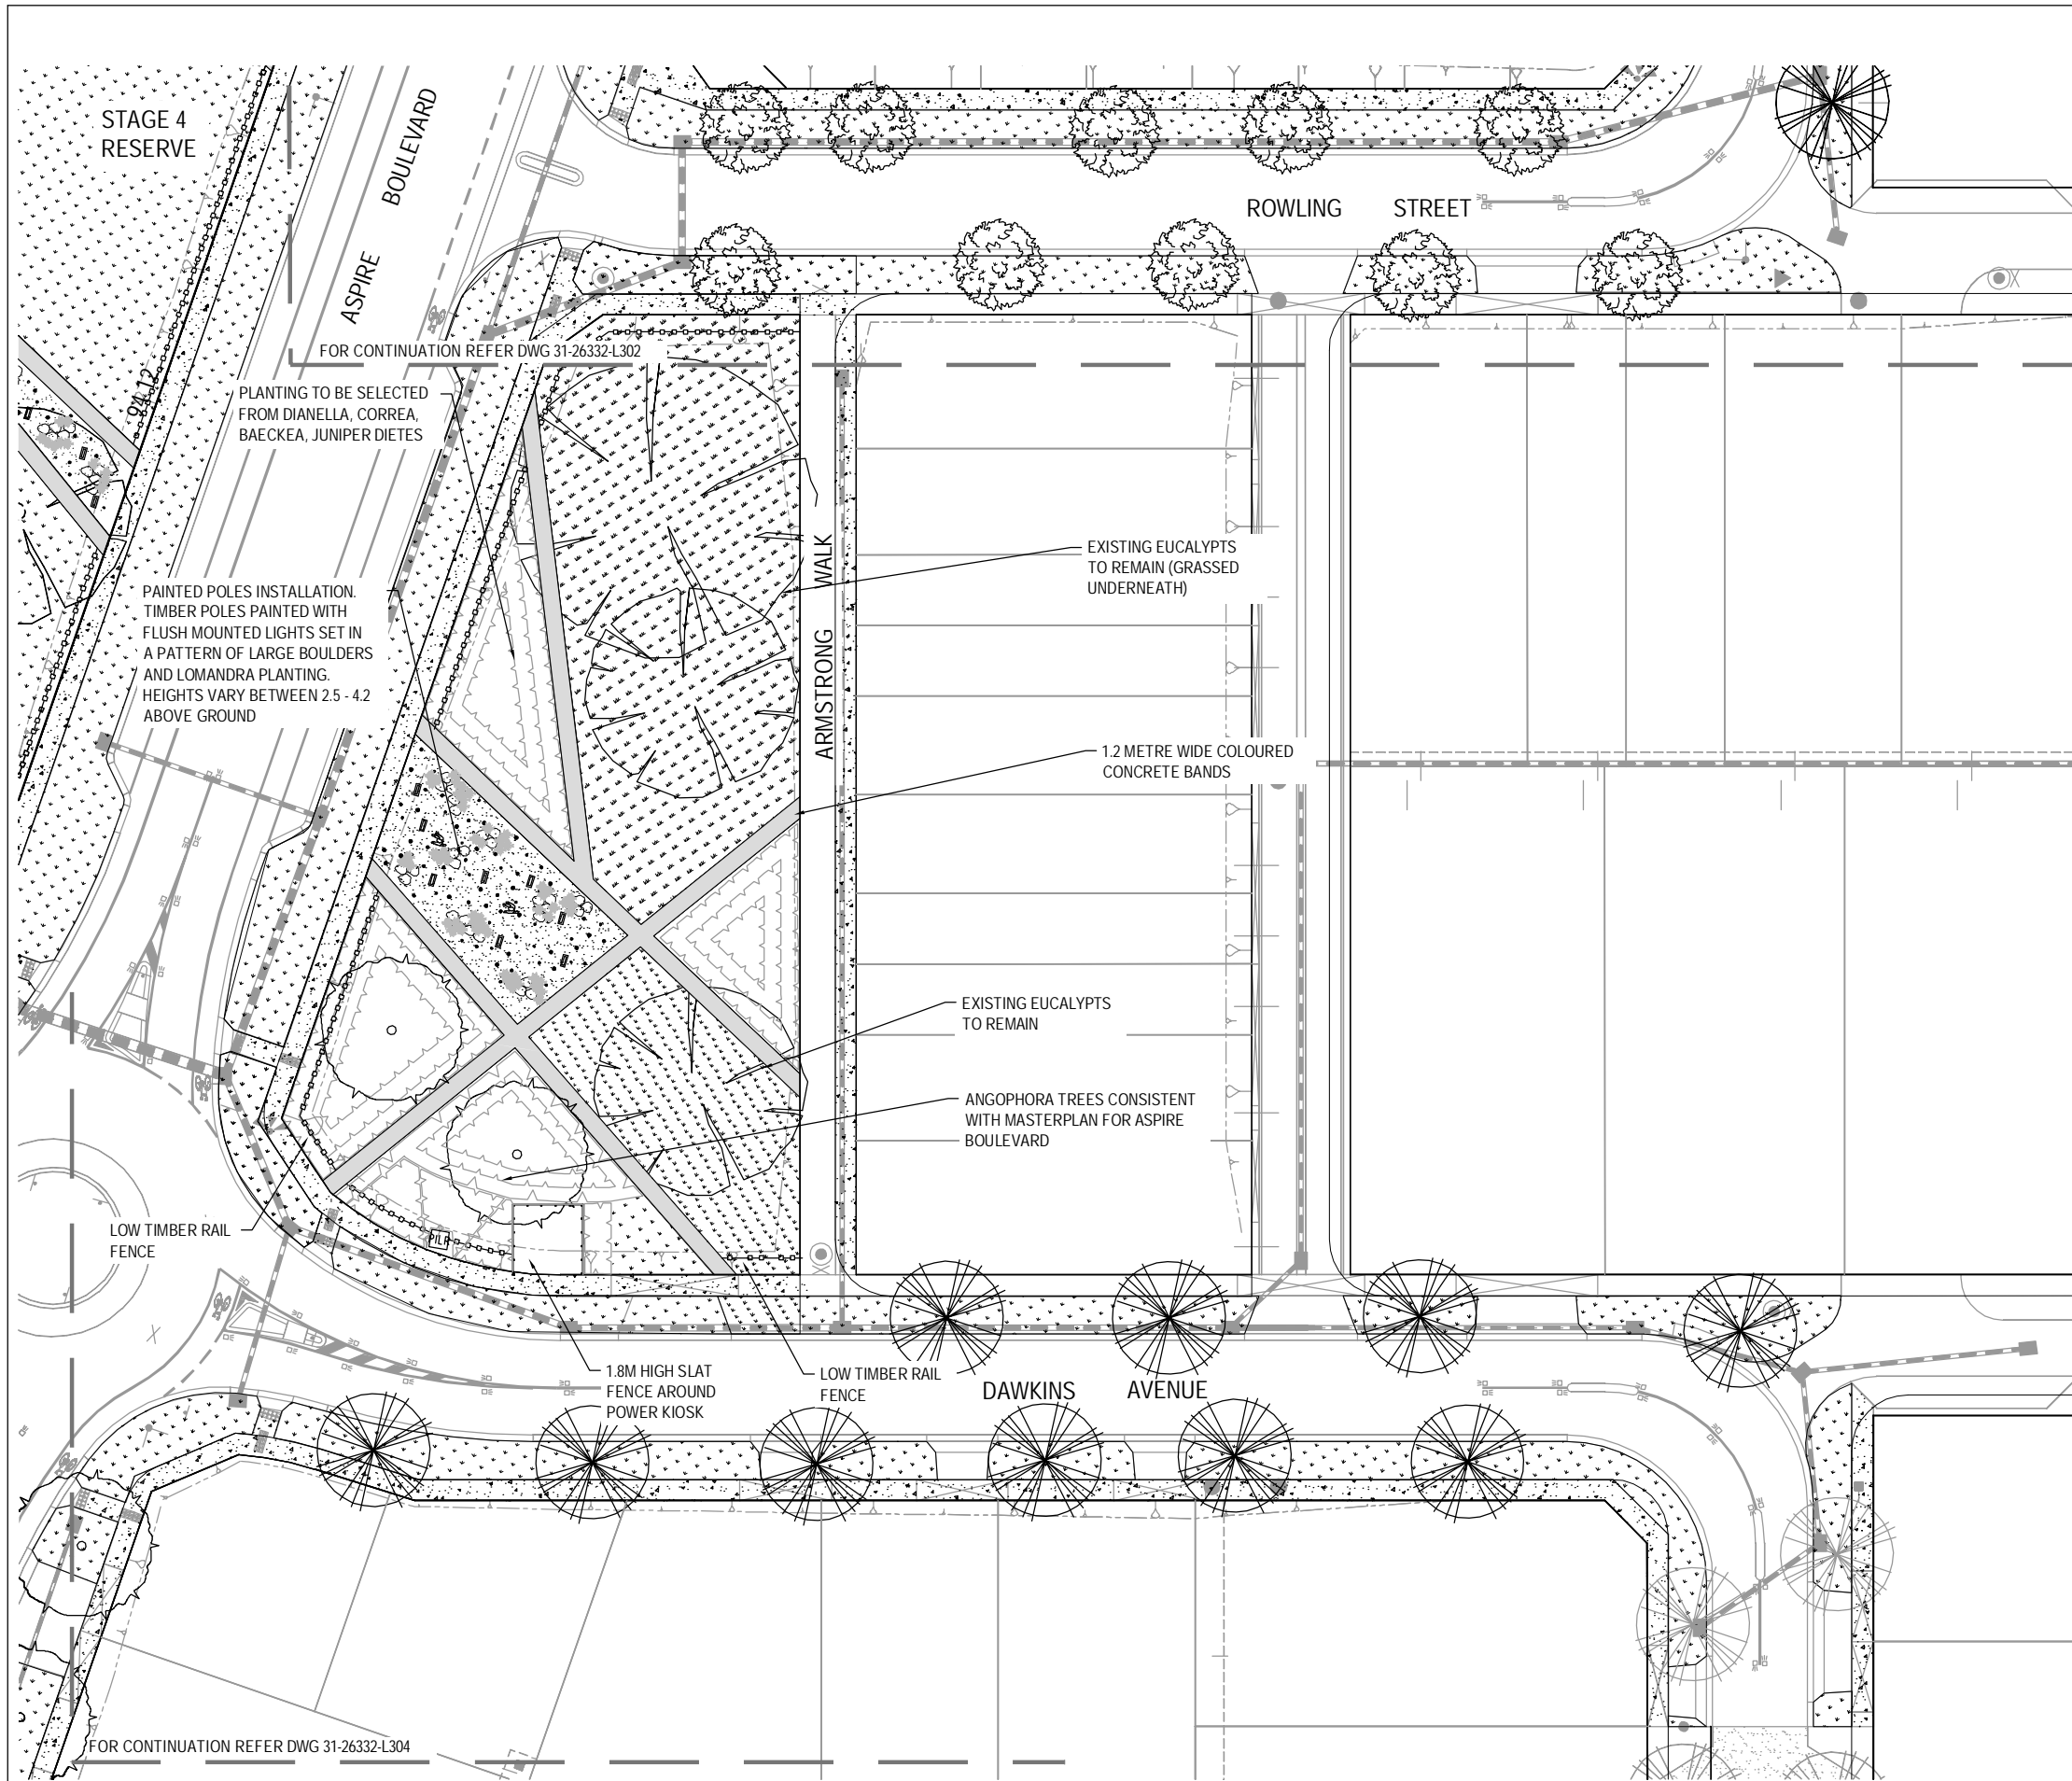 STAGE 4
RESERVE
ASPIRE BOULEVARD
ROWLING STREET
FOR CONTINUATION REFER DWG 31-26332-L302
PLANTING TO BE SELECTED
FROM DIANELLA, CORREA,
BAECKEA, JUNIPER DIETES
94.12
PAINTED POLES INSTALLATION.
TIMBER POLES PAINTED WITH
FLUSH MOUNTED LIGHTS SET IN
A PATTERN OF LARGE BOULDERS
AND LOMANDRA PLANTING.
HEIGHTS VARY BETWEEN 2.5 - 4.2
ABOVE GROUND
ARMSTRONG WALK
EXISTING EUCALYPTS
TO REMAIN (GRASSED
UNDERNEATH)
1.2 METRE WIDE COLOURED
CONCRETE BANDS
EXISTING EUCALYPTS
TO REMAIN
ANGOPHORA TREES CONSISTENT
WITH MASTERPLAN FOR ASPIRE
BOULEVARD
LOW TIMBER RAIL
FENCE
1.8M HIGH SLAT
FENCE AROUND
POWER KIOSK
LOW TIMBER RAIL
FENCE
DAWKINS AVENUE
FOR CONTINUATION REFER DWG 31-26332-L304